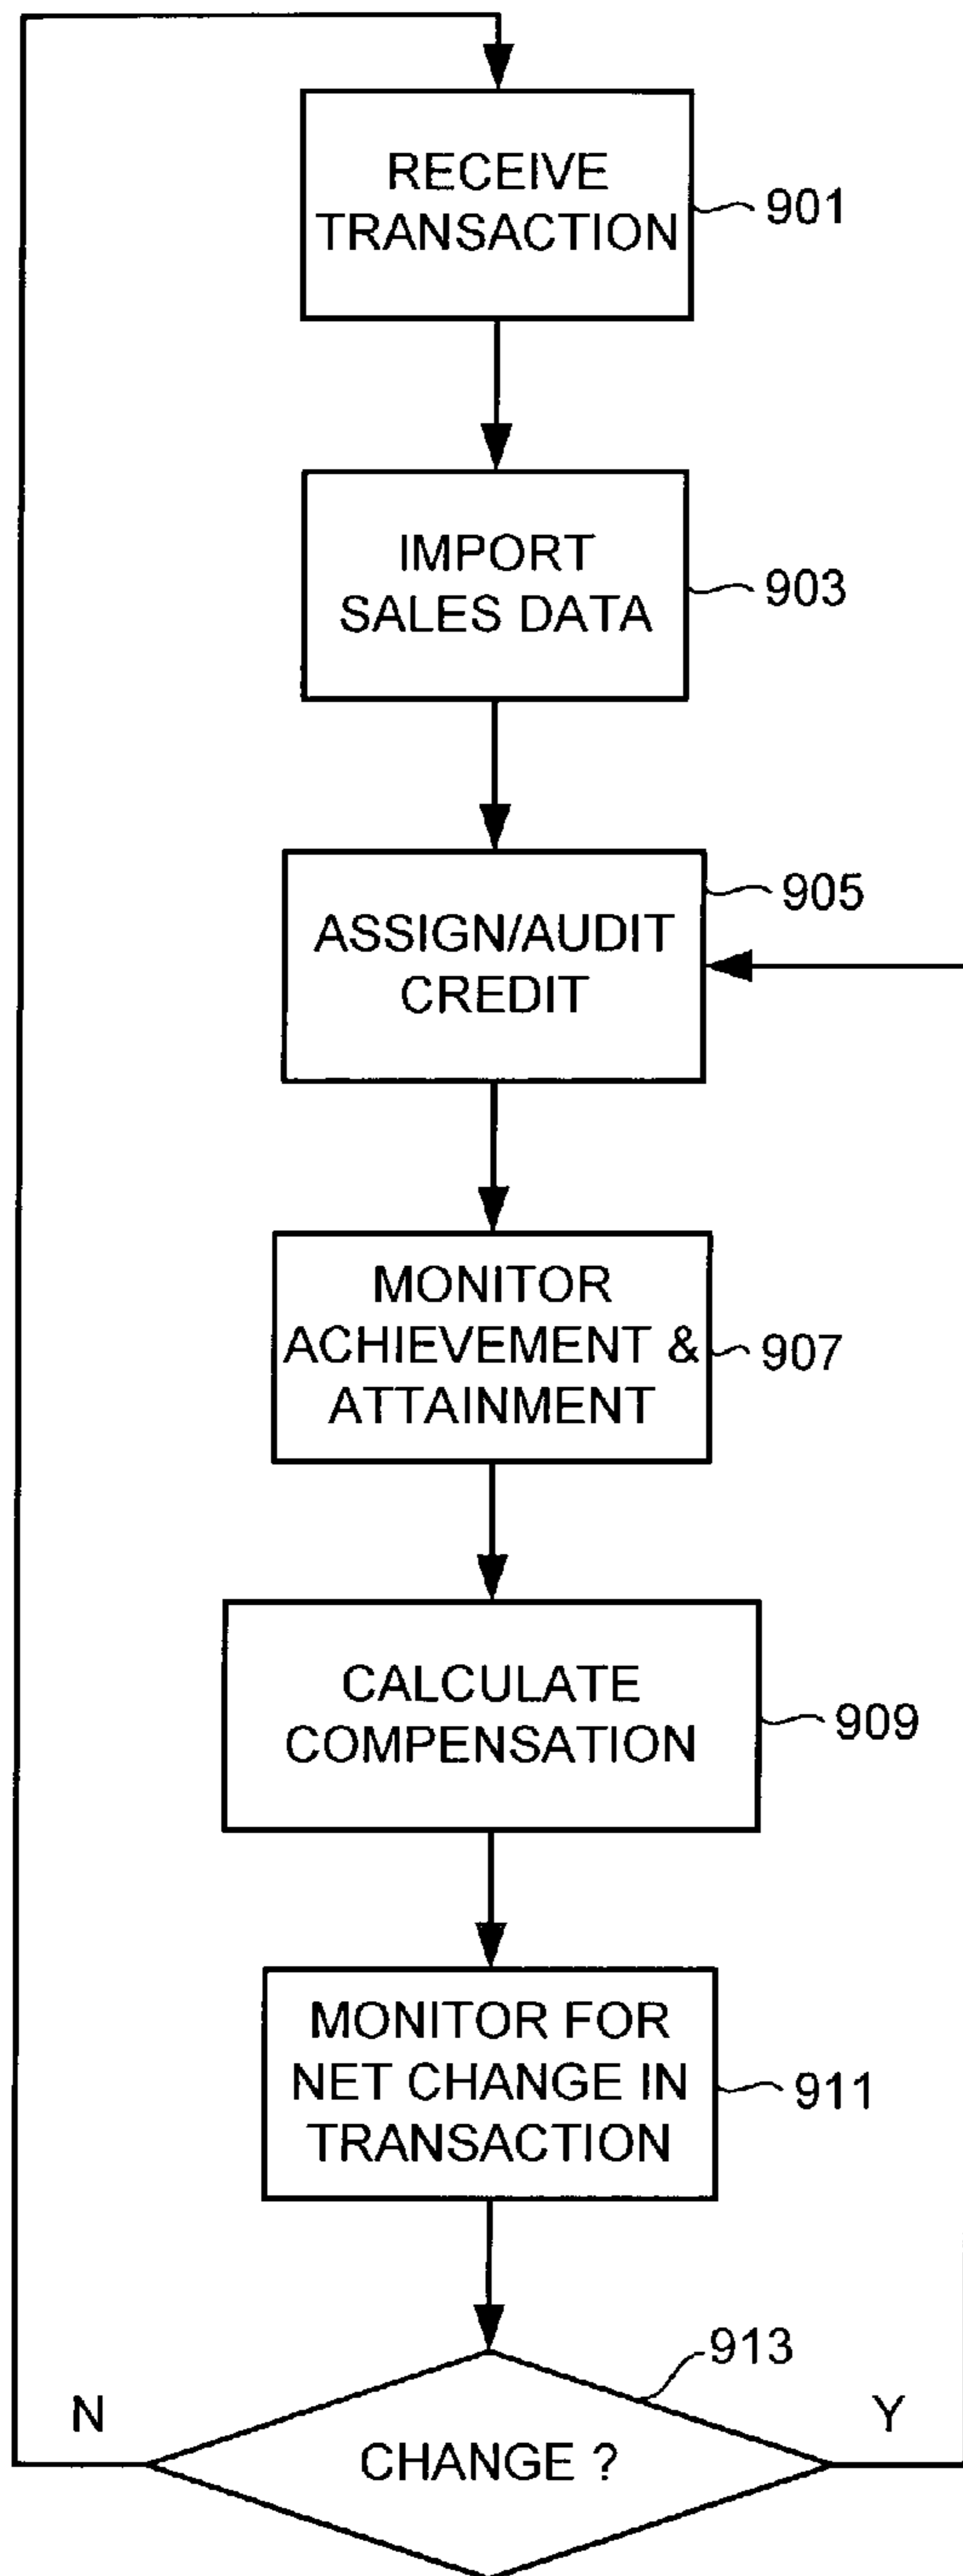 RECEIVE
TRANSACTION
901
IMPORT
SALES DATA
903
ASSIGN/AUDIT
CREDIT
905
MONITOR
ACHIEVEMENT &
ATTAINMENT
907
CALCULATE
COMPENSATION
909
MONITOR FOR
NET CHANGE IN
TRANSACTION
911
913
N
CHANGE ?
Y